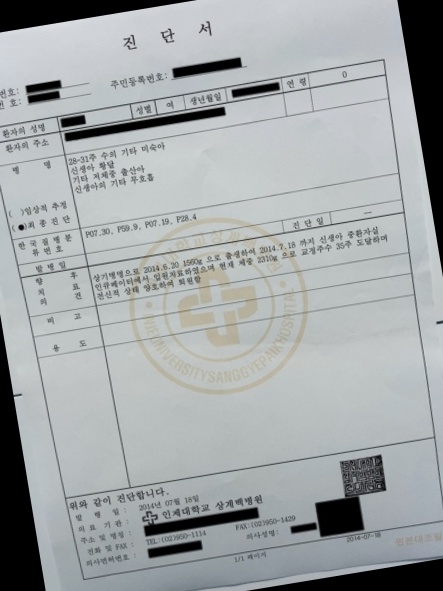 진 단 서
번호:
번 호:
주민등록번호:
환자의 성명
성별 여 생년월일
연 령 0
환자의 주소
병 명
28-31주 수의 기타 미숙아
신생아 황달
기타 저체중 출산아
신생아의 기타 무호흡
( )임상적 추정
(●)최종 진단
한국질병분류번호
P07.30, P59.9, P07.19, P28.4
발 병 일
진 단 일
향 후 치 료 의 견
상기병명으로 2014.6.30 1560g 으로 출생하여 2014.7.18 까지 신생아 중환자실
인큐베이터에서 입원치료하였으며 현재 체중 2310g 으로 교정주수 35주 도달하며
전신적 상태 양호하여 퇴원함
비 고
용 도
위와 같이 진단합니다.
발 행 일 : 2014년 07월 18일
의 료 기 관 : 인제대학교 상계백병원
주소 및 명칭 :
전화 및 FAX : TEL:(02)950-1114 FAX:(02)950-1429
의사면허번호 : 의사성명:
1/1 페이지
2014-07-18